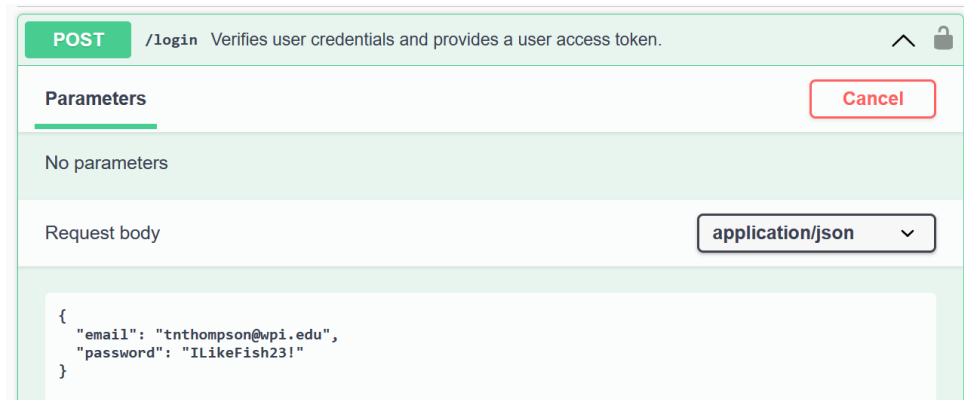 POST /login Verifies user credentials and provides a user access token.
Parameters Cancel
No parameters
Request body application/json
{
  "email": "tnthompson@wpi.edu",
  "password": "ILikeFish23!"
}